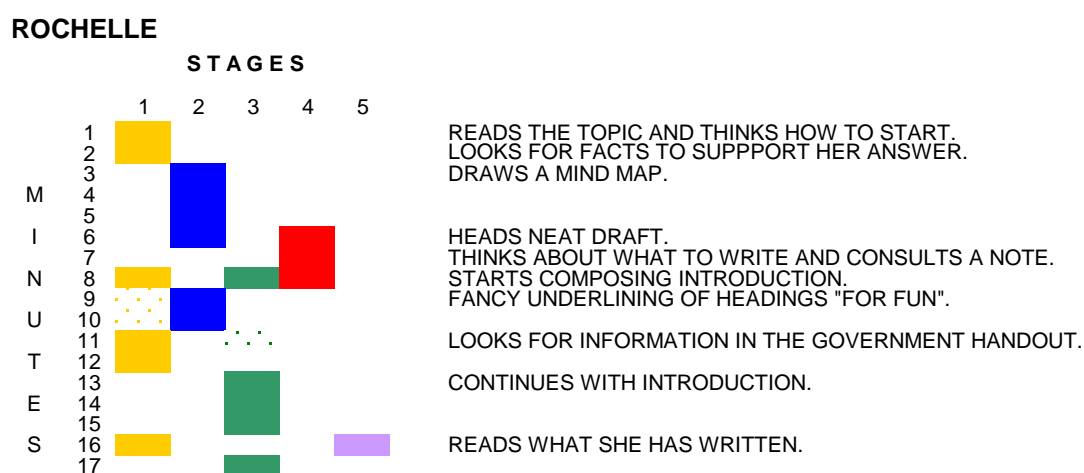 ROCHELLE
S T A G E S
1 2 3 4 5
1 READS THE TOPIC AND THINKS HOW TO START.
2 LOOKS FOR FACTS TO SUPPPORT HER ANSWER.
3 DRAWS A MIND MAP.
M 4
5
I 6 HEADS NEAT DRAFT.
7 THINKS ABOUT WHAT TO WRITE AND CONSULTS A NOTE.
N 8 STARTS COMPOSING INTRODUCTION.
9 FANCY UNDERLINING OF HEADINGS "FOR FUN".
U 10
11 LOOKS FOR INFORMATION IN THE GOVERNMENT HANDOUT.
T 12
13 CONTINUES WITH INTRODUCTION.
E 14
15
S 16 READS WHAT SHE HAS WRITTEN.
17